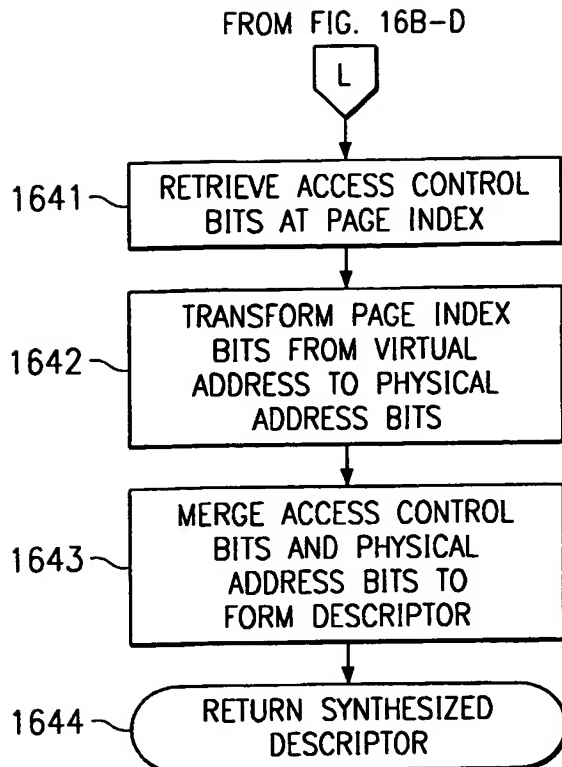 FROM FIG. 16B-D
L
1641
RETRIEVE ACCESS CONTROL
BITS AT PAGE INDEX
1642
TRANSFORM PAGE INDEX
BITS FROM VIRTUAL
ADDRESS TO PHYSICAL
ADDRESS BITS
1643
MERGE ACCESS CONTROL
BITS AND PHYSICAL
ADDRESS BITS TO
FORM DESCRIPTOR
1644
RETURN SYNTHESIZED
DESCRIPTOR